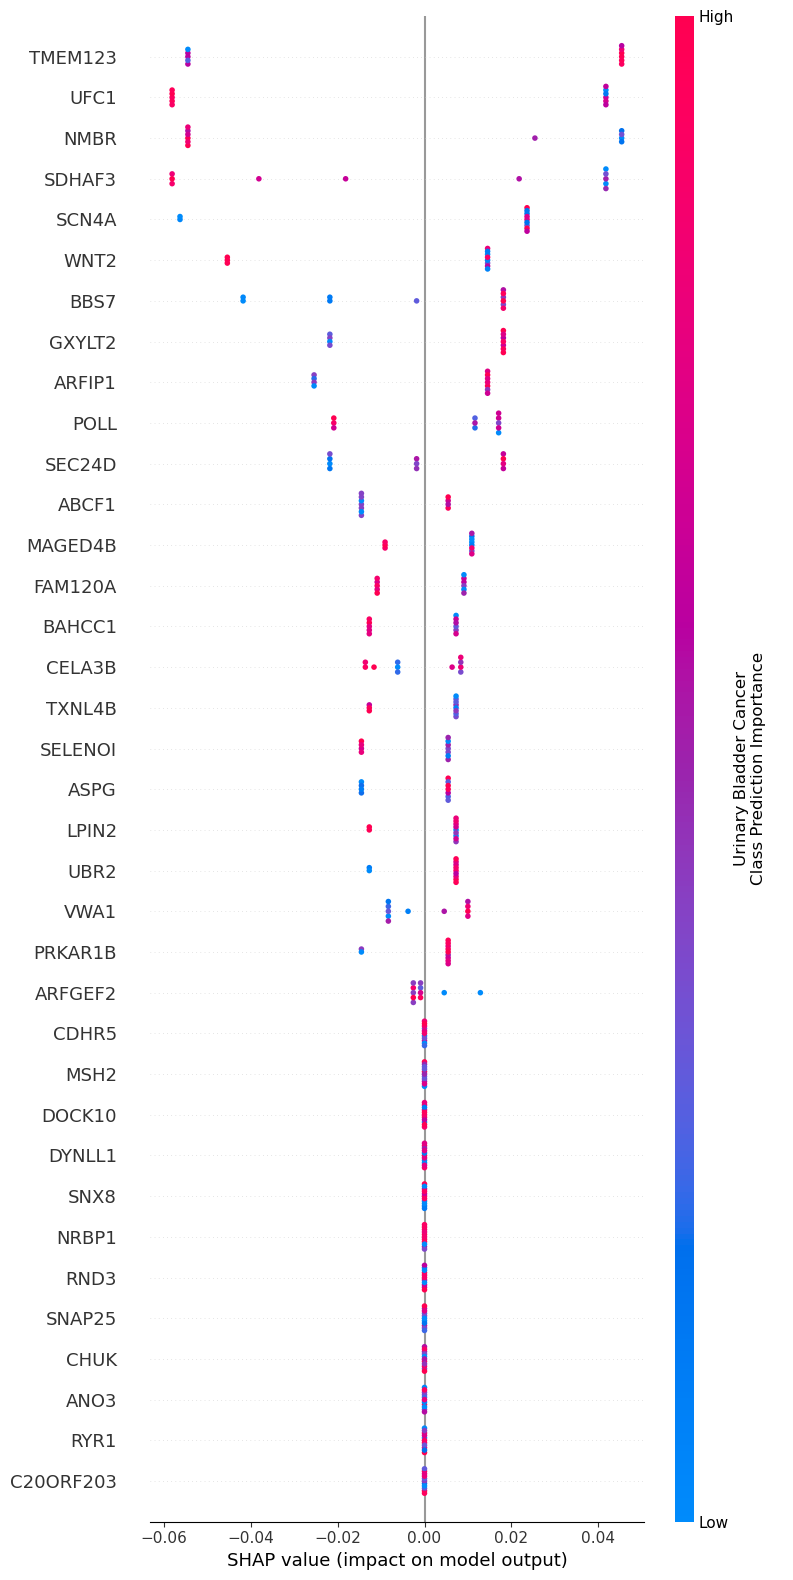 High
TMEM123
UFC1
NMBR
SDHAF3
SCN4A
WNT2
BBS7
GXYLT2
ARFIP1
POLL
SEC24D
ABCF1
MAGED4B
FAM120A
BAHCC1
CELA3B
TXNL4B
SELENOI
ASPG
LPIN2
UBR2
VWA1
PRKAR1B
ARFGEF2
CDHR5
MSH2
DOCK10
DYNLL1
SNX8
NRBP1
RND3
SNAP25
CHUK
ANO3
RYR1
C20ORF203
Urinary Bladder Cancer
Class Prediction Importance
Low
−0.06 −0.04 −0.02 0.00 0.02 0.04
SHAP value (impact on model output)